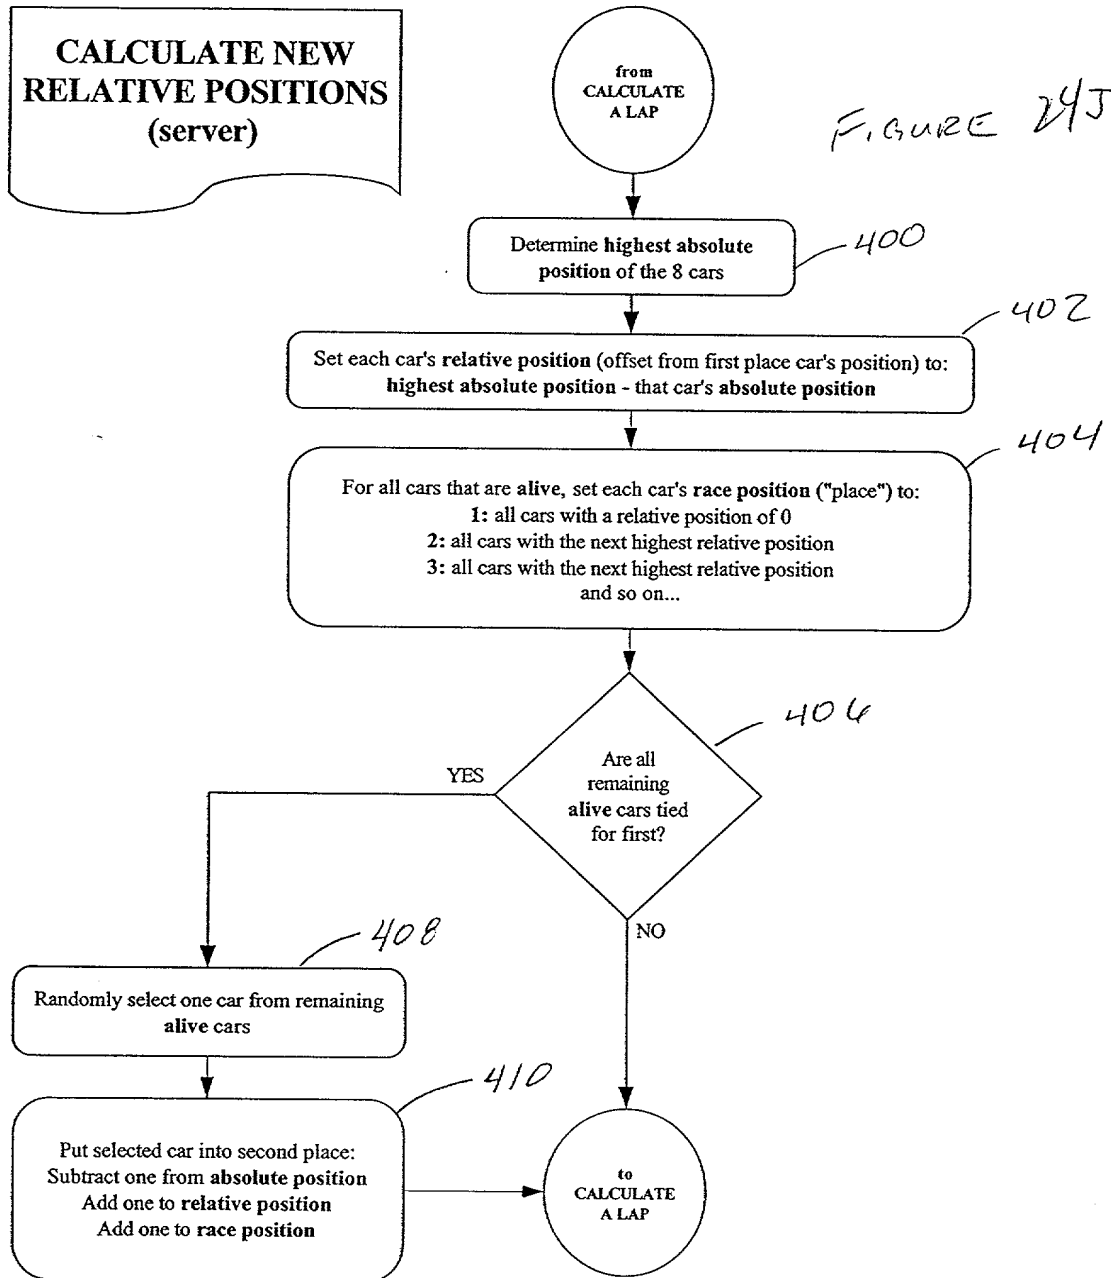 CALCULATE NEW
RELATIVE POSITIONS
(server)
from
CALCULATE
A LAP
FIGURE 24J
Determine highest absolute
position of the 8 cars
400
402
Set each car's relative position (offset from first place car's position) to:
highest absolute position - that car's absolute position
404
For all cars that are alive, set each car's race position ("place") to:
1: all cars with a relative position of 0
2: all cars with the next highest relative position
3: all cars with the next highest relative position
and so on...
406
Are all
remaining
alive cars tied
for first?
YES
NO
408
Randomly select one car from remaining
alive cars
410
Put selected car into second place:
Subtract one from absolute position
Add one to relative position
Add one to race position
to
CALCULATE
A LAP